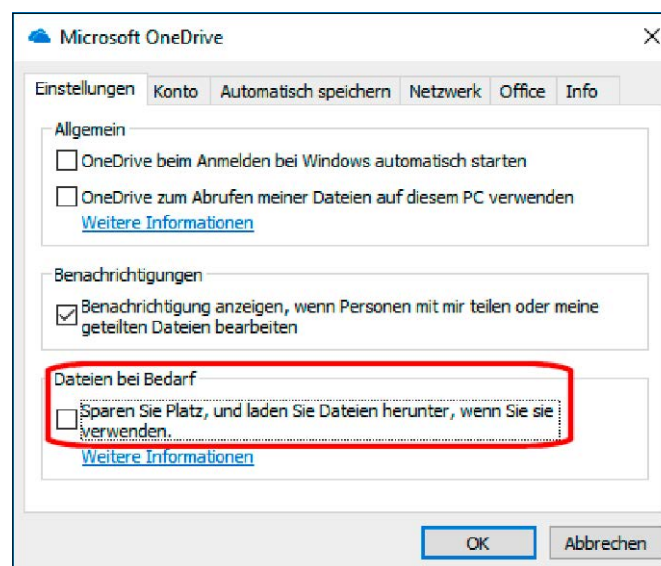 Microsoft OneDrive
Einstellungen Konto Automatisch speichern Netzwerk Office Info
Allgemein
OneDrive beim Anmelden bei Windows automatisch starten
OneDrive zum Abrufen meiner Dateien auf diesem PC verwenden
Weitere Informationen
Benachrichtigungen
Benachrichtigung anzeigen, wenn Personen mit mir teilen oder meine
geteilten Dateien bearbeiten
Dateien bei Bedarf
Sparen Sie Platz, und laden Sie Dateien herunter, wenn Sie sie
verwenden.
Weitere Informationen
OK Abbrechen